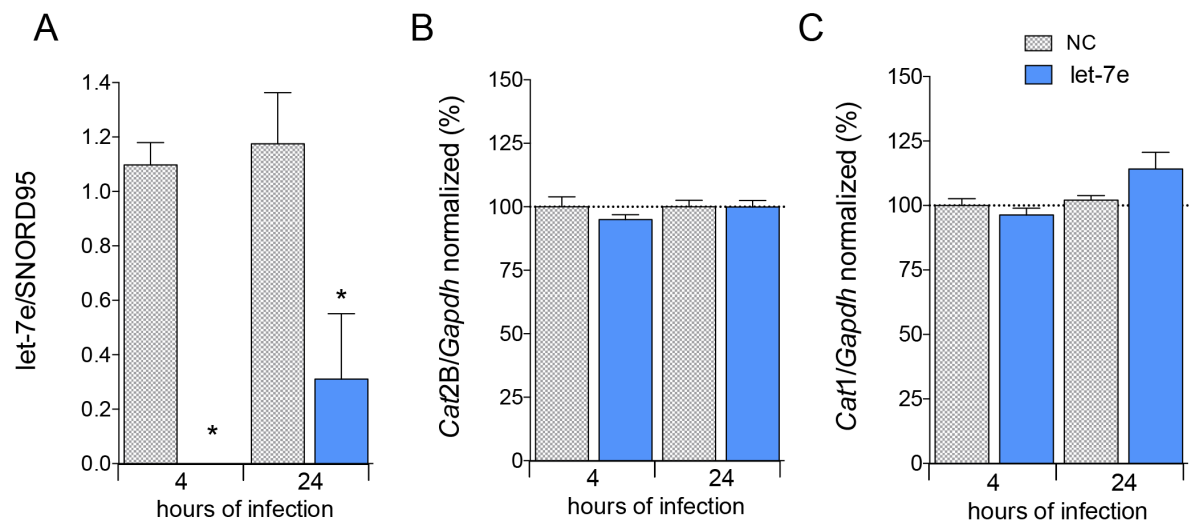 A
let-7e/SNORD95
1.4
1.2
1.0
0.8
0.6
0.4
0.2
0.0
*
*
4
24
hours of infection
B
Cat2B/Gapdh normalized (%)
150
125
100
75
50
25
0
4
24
hours of infection
C
NC
let-7e
Cat1/Gapdh normalized (%)
150
125
100
75
50
25
0
4
24
hours of infection